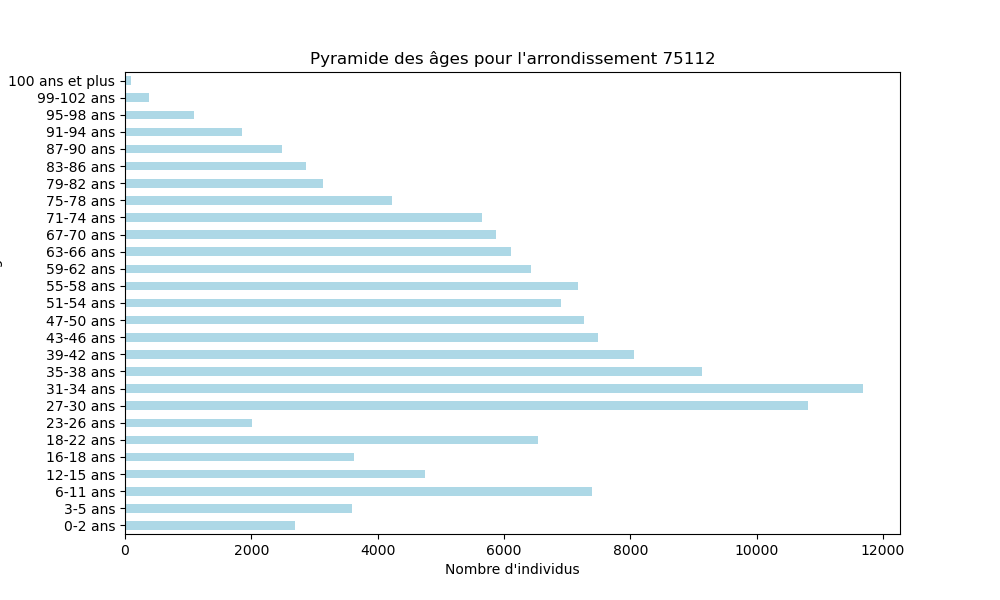 Pyramide des âges pour l'arrondissement 75112
100 ans et plus
99-102 ans
95-98 ans
91-94 ans
87-90 ans
83-86 ans
79-82 ans
75-78 ans
71-74 ans
67-70 ans
63-66 ans
59-62 ans
55-58 ans
51-54 ans
47-50 ans
43-46 ans
39-42 ans
35-38 ans
31-34 ans
27-30 ans
23-26 ans
18-22 ans
16-18 ans
12-15 ans
6-11 ans
3-5 ans
0-2 ans
0 2000 4000 6000 8000 10000 12000
Nombre d'individus